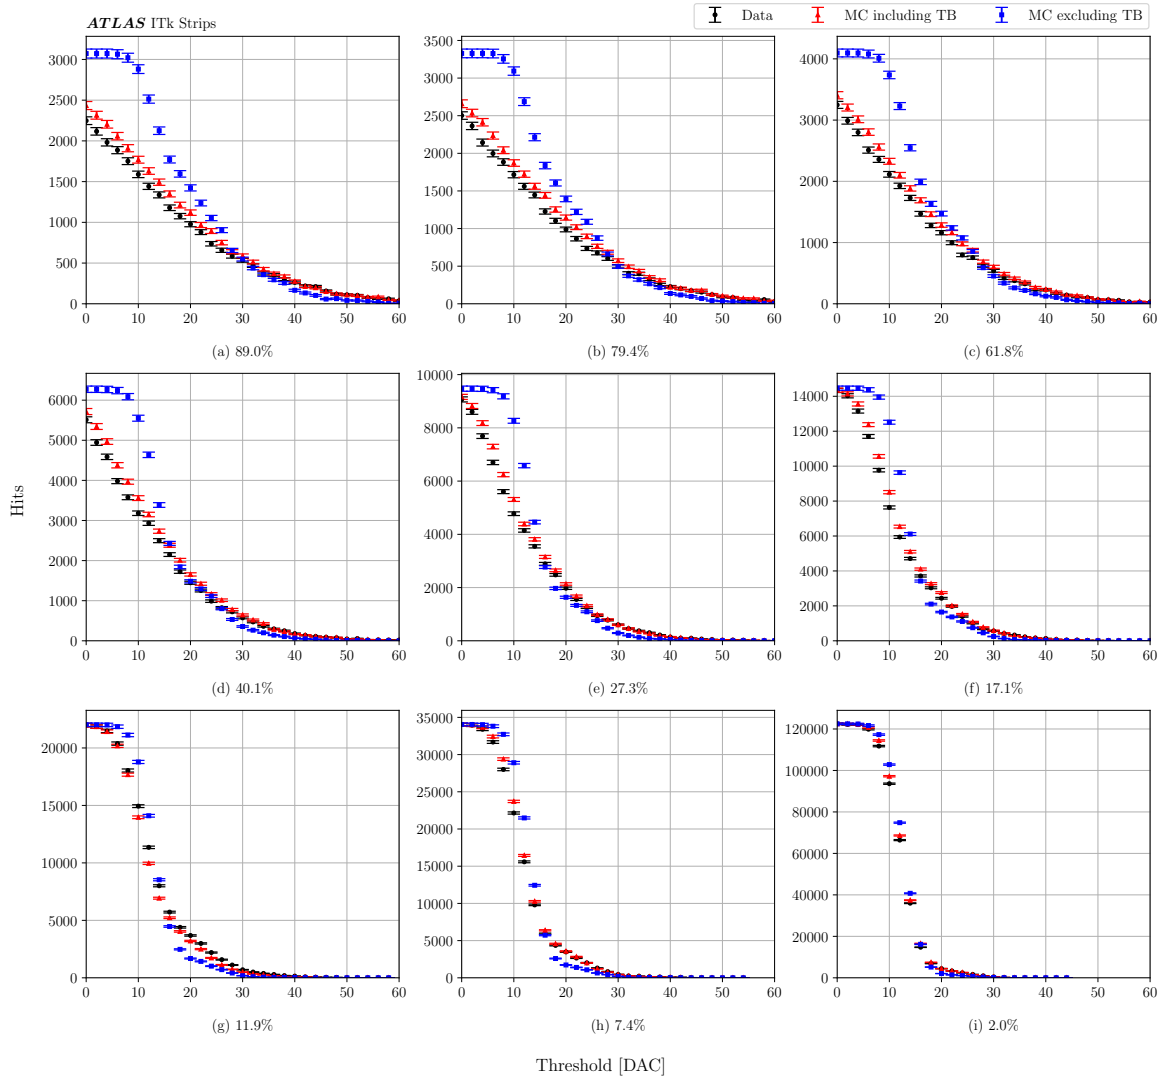 ATLAS ITk Strips
Data MC including TB MC excluding TB
3000
2500
2000
1500
1000
500
0
0 10 20 30 40 50 60
(a) 89.0%
3500
3000
2500
2000
1500
1000
500
0
0 10 20 30 40 50 60
(b) 79.4%
4000
3000
2000
1000
0
0 10 20 30 40 50 60
(c) 61.8%
Hits
6000
5000
4000
3000
2000
1000
0
0 10 20 30 40 50 60
(d) 40.1%
10000
8000
6000
4000
2000
0
0 10 20 30 40 50 60
(e) 27.3%
14000
12000
10000
8000
6000
4000
2000
0
0 10 20 30 40 50 60
(f) 17.1%
20000
15000
10000
5000
0
0 10 20 30 40 50 60
(g) 11.9%
35000
30000
25000
20000
15000
10000
5000
0
0 10 20 30 40 50 60
(h) 7.4%
120000
100000
80000
60000
40000
20000
0
0 10 20 30 40 50 60
(i) 2.0%
Threshold [DAC]